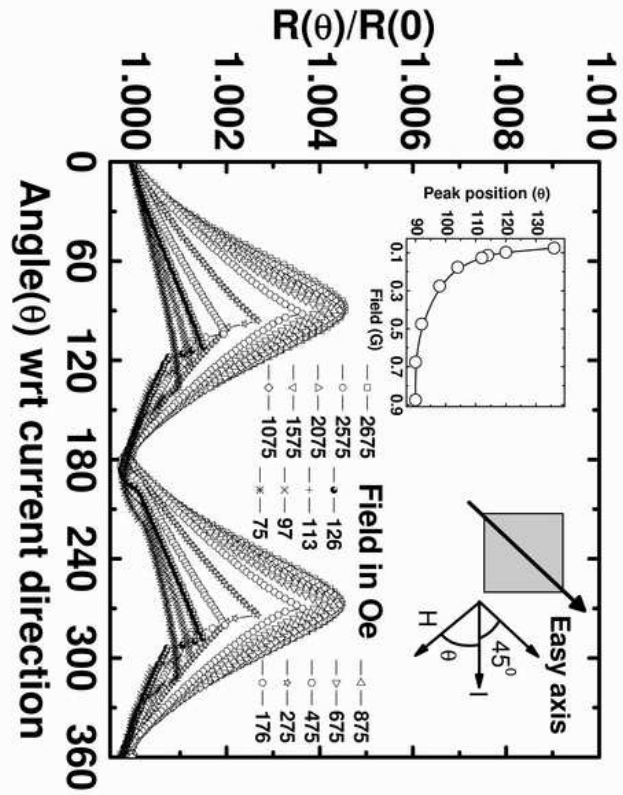 R(θ)/R(0)
1.010
1.008
1.006
1.004
1.002
1.000
Peak position (θ)
130
120
110
100
90
0.1 0.3 0.5 0.7 0.9
Field (G)
Easy axis
45⁰
I
θ
H
Field in Oe
2675
2575
2075
1575
1075
126
113
97
75
875
675
475
275
176
0 60 120 180 240 300 360
Angle(θ) wrt current direction